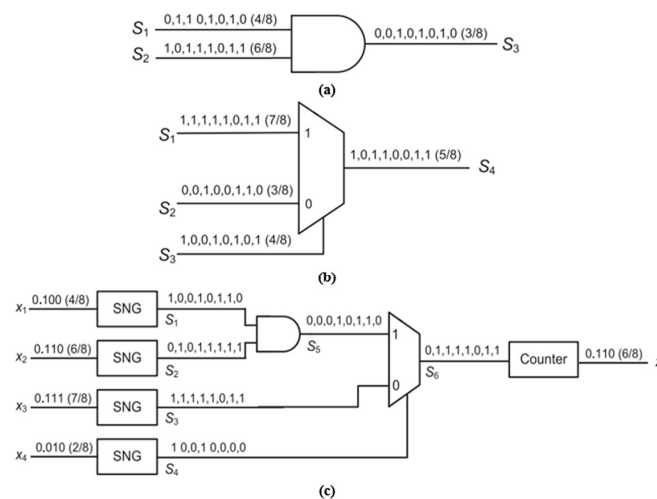 S1 0,1,1 0,1,0,1,0 (4/8)
S2 1,0,1,1,1,0,1,1 (6/8)
0,0,1,0,1,0,1,0 (3/8) S3
(a)
S1 1,1,1,1,1,0,1,1 (7/8)
1
1,0,1,1,0,0,1,1 (5/8) S4
S2 0,0,1,0,0,1,1,0 (3/8)
0
S3 1,0,0,1,0,1,0,1 (4/8)
(b)
x1 0.100 (4/8) SNG 1,0,0,1,0,1,1,0 S1
0,0,0,1,0,1,1,0 S5
1
x2 0.110 (6/8) SNG 0,1,0,1,1,1,1,1 S2
0,1,1,1,1,0,1,1 S6
Counter 0.110 (6/8)
x3 0.111 (7/8) SNG 1,1,1,1,1,0,1,1 S3
0
x4 0.010 (2/8) SNG 1 0,0,1 0,0,0,0 S4
(c)